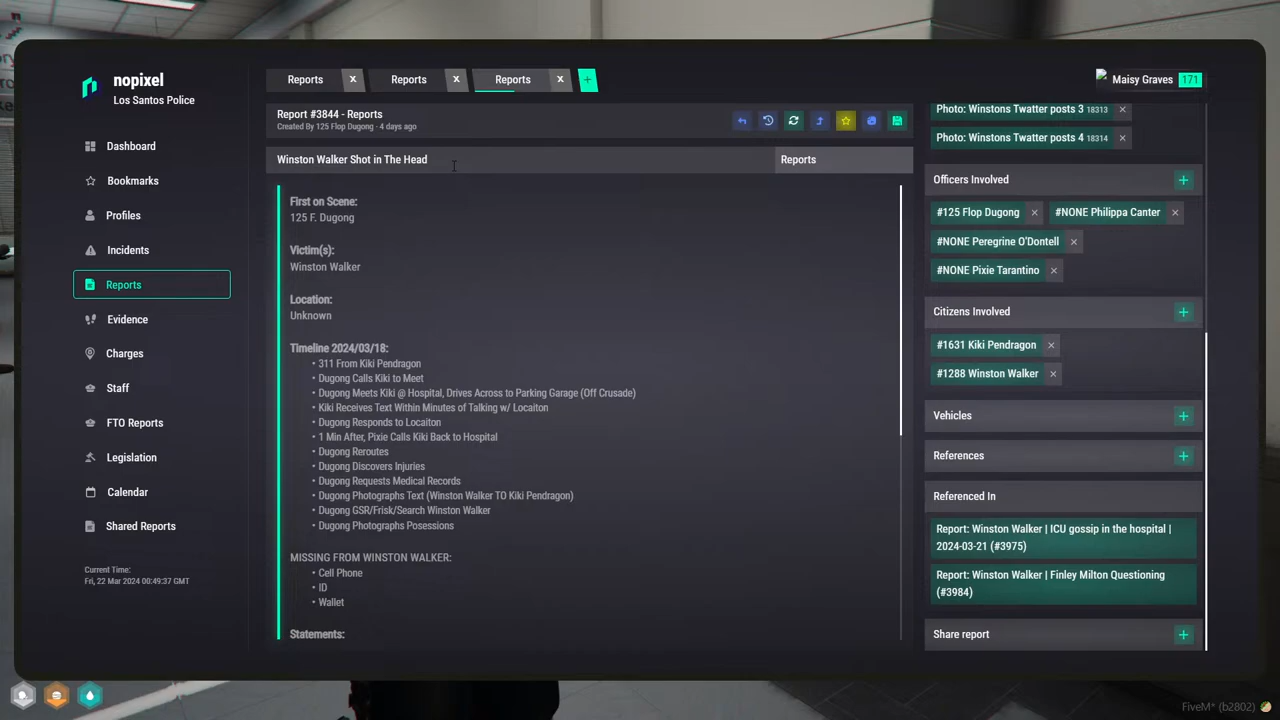 nopixel
Los Santos Police
Dashboard
Bookmarks
Profiles
Incidents
Reports
Evidence
Charges
Staff
FTO Reports
Legislation
Calendar
Shared Reports
Current Time:
Fri, 22 Mar 2024 00:49:37 GMT
Reports x
Reports x
Reports x
+
Maisy Graves 171
Report #3844 - Reports
Created By 125 Flop Dugong · 4 days ago
Winston Walker Shot in The Head
Reports
First on Scene:
125 F. Dugong
Victim(s):
Winston Walker
Location:
Unknown
Timeline 2024/03/18:
• 311 From Kiki Pendragon
• Dugong Calls Kiki to Meet
• Dugong Meets Kiki @ Hospital, Drives Across to Parking Garage (Off Crusade)
• Kiki Receives Text Within Minutes of Talking w/ Locaiton
• Dugong Responds to Locaiton
• 1 Min After, Pixie Calls Kiki Back to Hospital
• Dugong Reroutes
• Dugong Discovers Injuries
• Dugong Requests Medical Records
• Dugong Photographs Text (Winston Walker TO Kiki Pendragon)
• Dugong GSR/Frisk/Search Winston Walker
• Dugong Photographs Posessions
MISSING FROM WINSTON WALKER:
• Cell Phone
• ID
• Wallet
Statements:
Photo: Winstons Twatter posts 3 18313 ×
Photo: Winstons Twatter posts 4 18314 ×
Officers Involved +
#125 Flop Dugong × #NONE Philippa Canter ×
#NONE Peregrine O'Dontell ×
#NONE Pixie Tarantino ×
Citizens Involved +
#1631 Kiki Pendragon ×
#1288 Winston Walker ×
Vehicles +
References +
Referenced In
Report: Winston Walker | ICU gossip in the hospital |
2024-03-21 (#3975)
Report: Winston Walker | Finley Milton Questioning
(#3984)
Share report +
FiveM* (b2802)